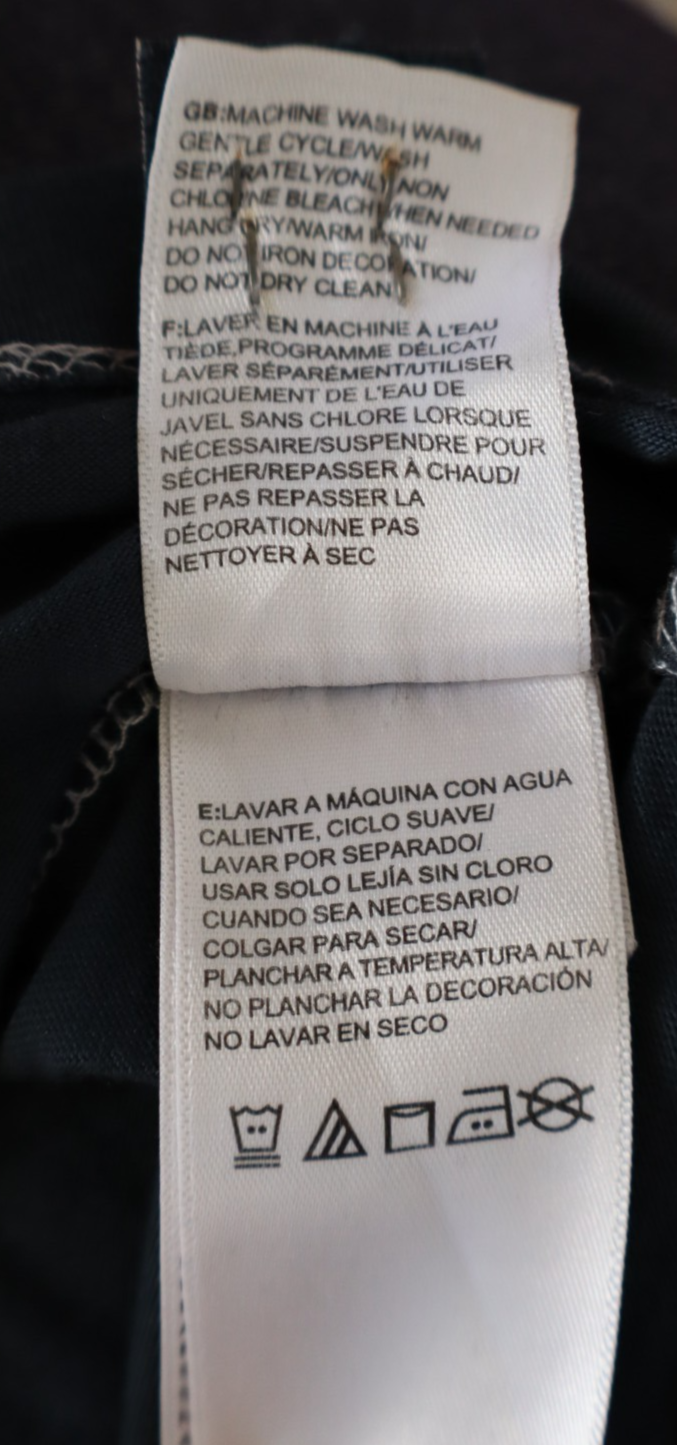 GB:MACHINE WASH WARM
GENTLE CYCLE/WASH
SEPARATELY/ONLY NON
CHLORINE BLEACH WHEN NEEDED
HANG DRY/WARM IRON/
DO NOT IRON DECORATION/
DO NOT DRY CLEAN
F:LAVER EN MACHINE À L'EAU
TIÈDE,PROGRAMME DÉLICAT/
LAVER SÉPARÉMENT/UTILISER
UNIQUEMENT DE L'EAU DE
JAVEL SANS CHLORE LORSQUE
NÉCESSAIRE/SUSPENDRE POUR
SÉCHER/REPASSER À CHAUD/
NE PAS REPASSER LA
DÉCORATION/NE PAS
NETTOYER À SEC
E:LAVAR A MÁQUINA CON AGUA
CALIENTE, CICLO SUAVE/
LAVAR POR SEPARADO/
USAR SOLO LEJÍA SIN CLORO
CUANDO SEA NECESARIO/
COLGAR PARA SECAR/
PLANCHAR A TEMPERATURA ALTA/
NO PLANCHAR LA DECORACIÓN
NO LAVAR EN SECO